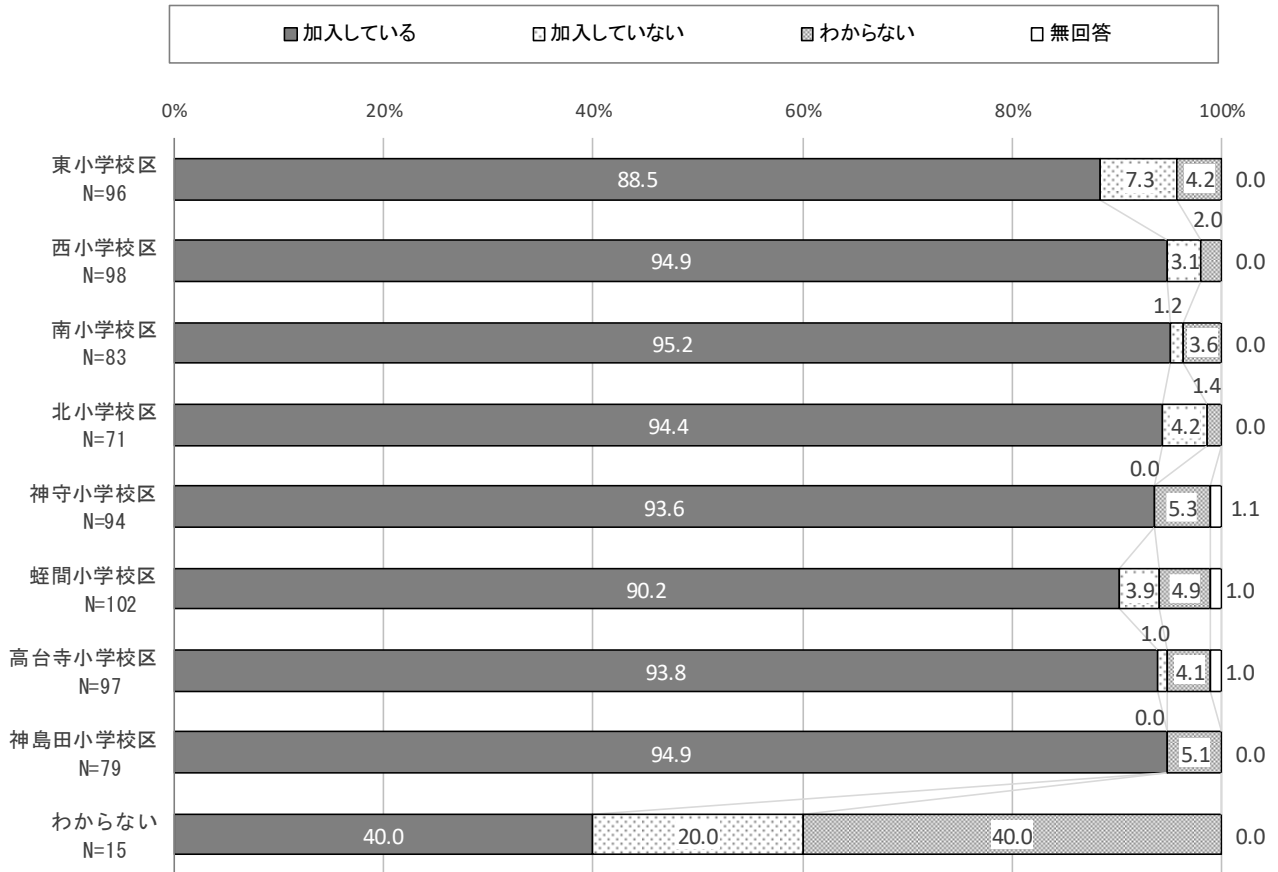 加入している 加入していない わからない 無回答
0% 20% 40% 60% 80% 100%
東小学校区
N=96
88.5 7.3 4.2 0.0
2.0
西小学校区
N=98
94.9 3.1 0.0
1.2
南小学校区
N=83
95.2 3.6 0.0
1.4
北小学校区
N=71
94.4 4.2 0.0
0.0
神守小学校区
N=94
93.6 5.3 1.1
蛭間小学校区
N=102
90.2 3.9 4.9 1.0
1.0
高台寺小学校区
N=97
93.8 4.1 1.0
0.0
神島田小学校区
N=79
94.9 5.1 0.0
わからない
N=15
40.0 20.0 40.0 0.0